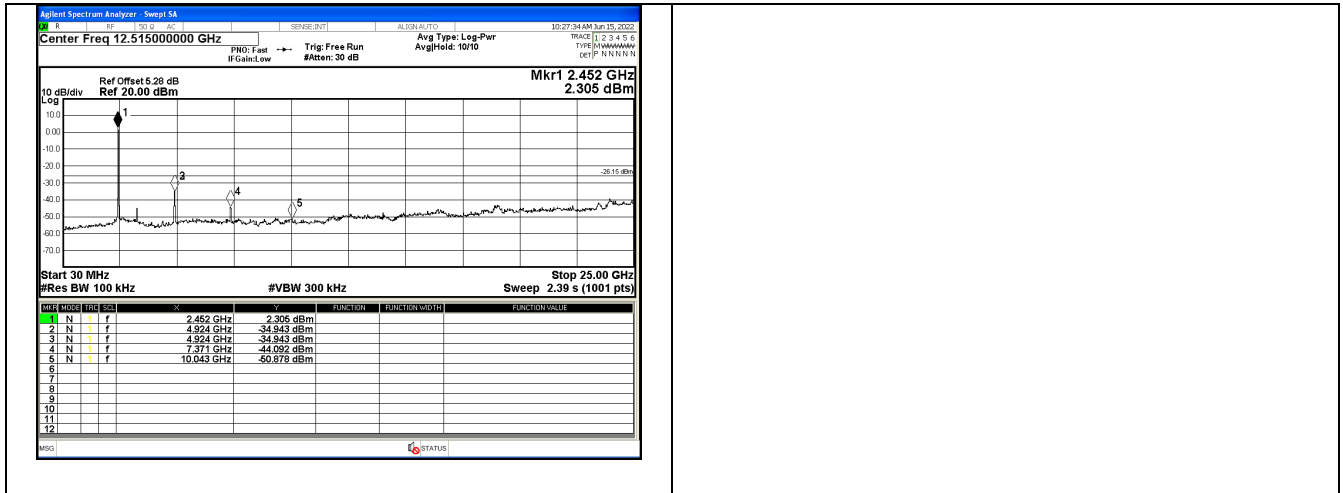 Agilent Spectrum Analyzer - Swept SA
R RF 50 Ω AC SENSE:INT ALIGN AUTO 10:27:34 AM Jun 15, 2022
Center Freq 12.515000000 GHz
PNO: Fast Trig: Free Run Avg Type: Log-Pwr TRACE 1 2 3 4 5 6
IFGain:Low #Atten: 30 dB Avg|Hold: 10/10 TYPE M WWWWW
DET P N N N N N
Ref Offset 5.28 dB Mkr1 2.452 GHz
10 dB/div Ref 20.00 dBm 2.305 dBm
Log
10.0
0.00
-10.0
-20.0
-30.0
-40.0
-50.0
-60.0
-70.0
1
3
4
5
-26.15 dBm
Start 30 MHz Stop 25.00 GHz
#Res BW 100 kHz #VBW 300 kHz Sweep 2.39 s (1001 pts)
MKR MODE TRC SCL X Y FUNCTION FUNCTION WIDTH FUNCTION VALUE
1 N 1 f 2.452 GHz 2.305 dBm
2 N 1 f 4.924 GHz -34.943 dBm
3 N 1 f 4.924 GHz -34.943 dBm
4 N 1 f 7.371 GHz -44.092 dBm
5 N 1 f 10.043 GHz -50.878 dBm
6
7
8
9
10
11
12
MSG STATUS